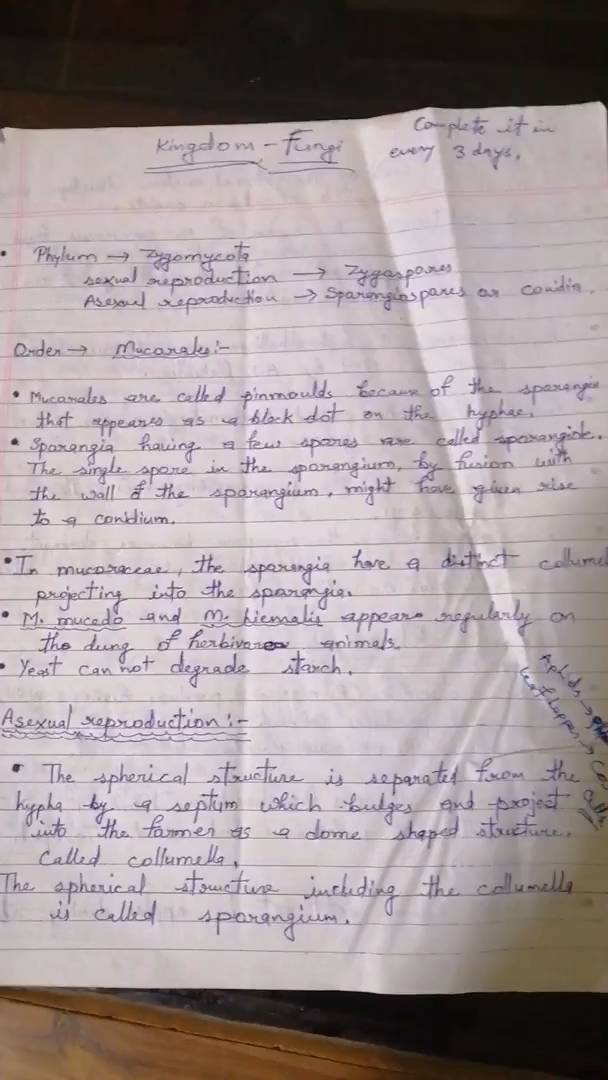 Complete it in
Kingdom - Fungi
every 3 days.
• Phylum → Zygomycota
sexual reproduction → Zygospores
Asexual reproduction → Sporangiospores or conidia.
Order → Mucorales:-
• Mucorales are called pinmoulds because of the sporangia
that appeares as a black dot on the hyphae.
• Sporangia having a few spores are called sporangiole.
The single spore in the sporangium, by fusion with
the wall of the sporangium, might have given rise
to a conidium.
• In mucoraceae, the sporangia have a distinct collumel
projecting into the sporangia.
• M. mucedo and M. hiemalis appears regularly on
the dung of herbivorous animals.
• Yeast can not degrade starch.
Aphids →
Leafhopper →
Asexual reproduction :-
• The spherical structure is separated from the
hypha by a septum which bulges and project
into the former as a dome shaped structure,
called collumella,
The spherical structure including the collumella
is called sporangium.